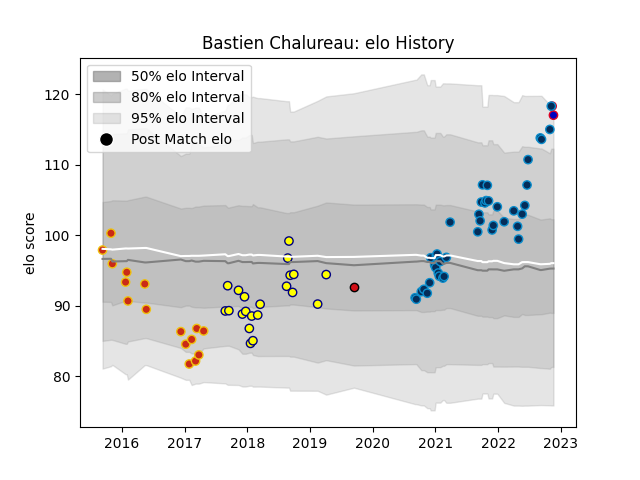 Bastien Chalureau: elo History
50% elo Interval
80% elo Interval
95% elo Interval
Post Match elo
elo score
120
110
100
90
80
2016 2017 2018 2019 2020 2021 2022 2023